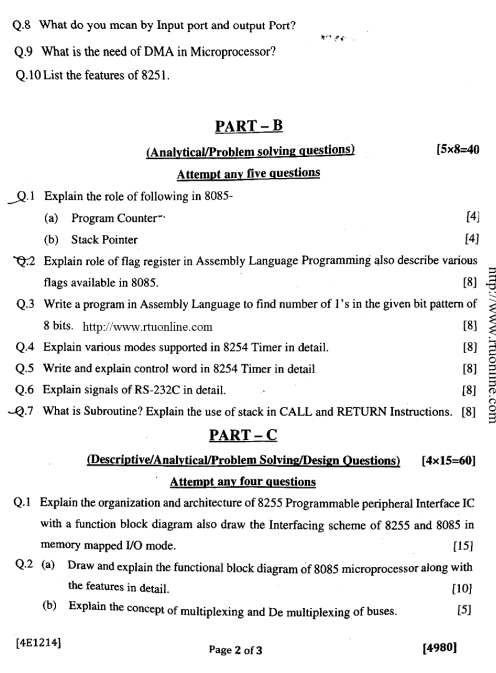 Q.8 What do you mean by Input port and output Port?
Q.9 What is the need of DMA in Microprocessor?
Q.10 List the features of 8251.
PART – B
(Analytical/Problem solving questions) [5×8=40
Attempt any five questions
Q.1 Explain the role of following in 8085-
(a) Program Counter
(b) Stack Pointer
[4]
[4]
Q.2 Explain role of flag register in Assembly Language Programming also describe various
flags available in 8085. [8]
Q.3 Write a program in Assembly Language to find number of 1's in the given bit pattern of
8 bits. http://www.rtuonline.com [8]
Q.4 Explain various modes supported in 8254 Timer in detail. [8]
Q.5 Write and explain control word in 8254 Timer in detail [8]
Q.6 Explain signals of RS-232C in detail. [8]
Q.7 What is Subroutine? Explain the use of stack in CALL and RETURN Instructions. [8]
http://www.rtuonline.com
PART – C
(Descriptive/Analytical/Problem Solving/Design Questions) [4×15=60]
Attempt any four questions
Q.1 Explain the organization and architecture of 8255 Programmable peripheral Interface IC
with a function block diagram also draw the Interfacing scheme of 8255 and 8085 in
memory mapped I/O mode. [15]
Q.2 (a) Draw and explain the functional block diagram of 8085 microprocessor along with
the features in detail. [10]
(b) Explain the concept of multiplexing and De multiplexing of buses. [5]
[4E1214] Page 2 of 3 [4980]